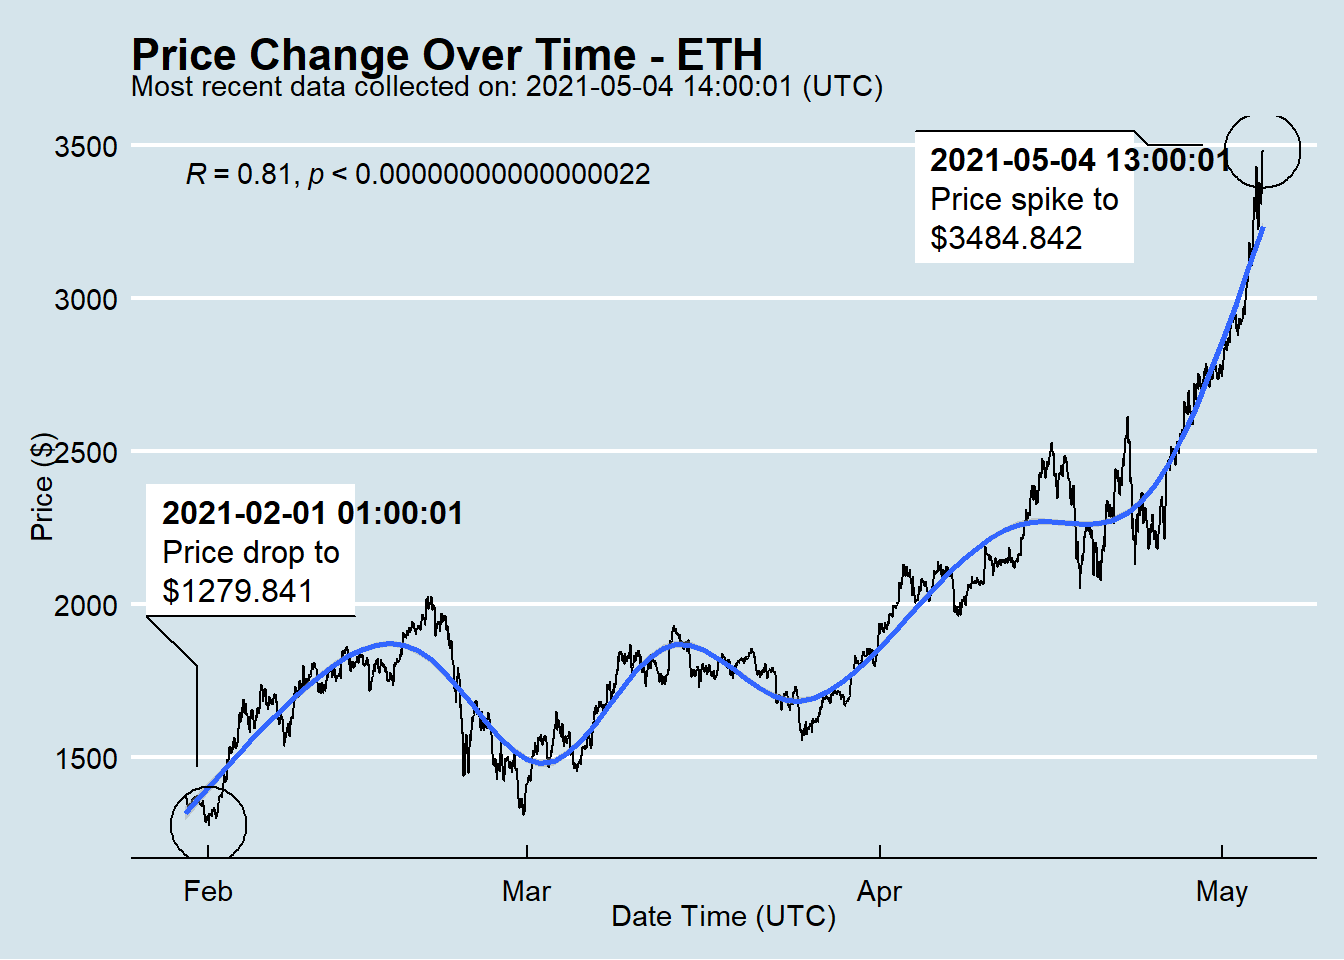 Price Change Over Time - ETH
Most recent data collected on: 2021-05-04 14:00:01 (UTC)
R = 0.81, p < 0.00000000000000022
2021-05-04 13:00:01
Price spike to
$3484.842
2021-02-01 01:00:01
Price drop to
$1279.841
Price ($)
3500
3000
2500
2000
1500
Feb
Mar
Apr
May
Date Time (UTC)